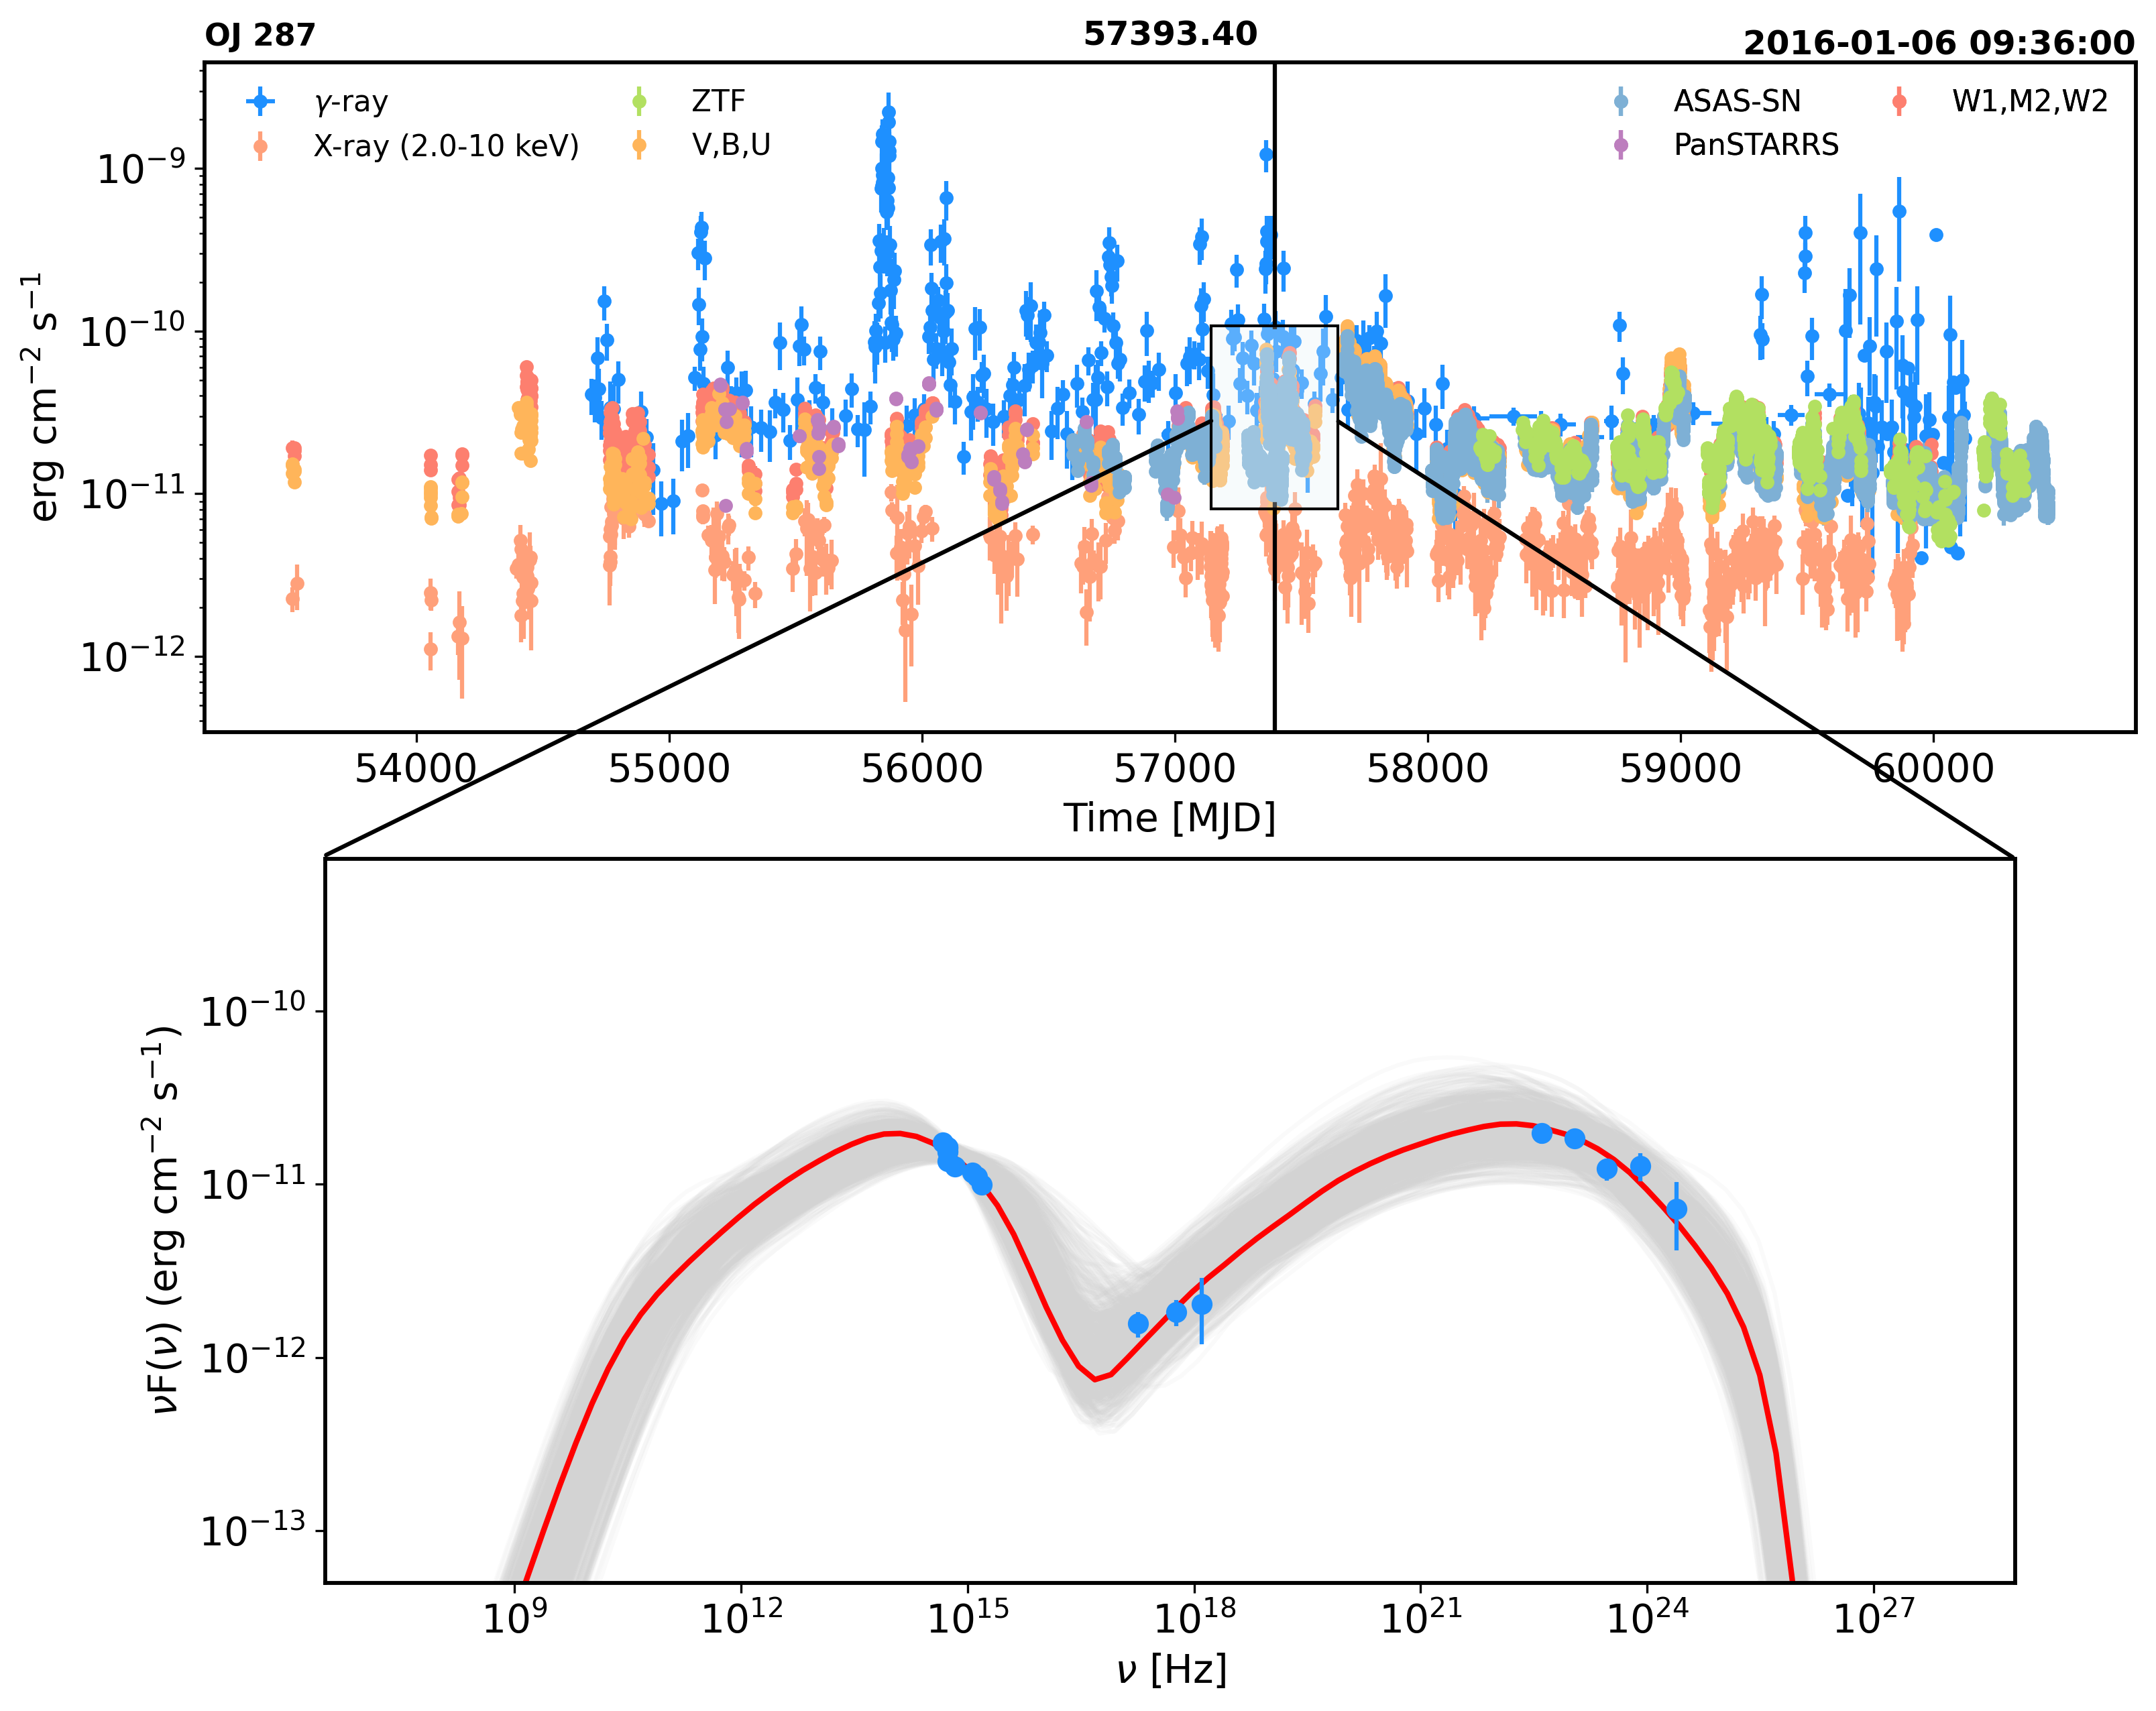 OJ 287
57393.40
2016-01-06 09:36:00
γ-ray
X-ray (2.0-10 keV)
ZTF
V,B,U
ASAS-SN
PanSTARRS
W1,M2,W2
erg cm⁻² s⁻¹
10⁻⁹
10⁻¹⁰
10⁻¹¹
10⁻¹²
54000
55000
56000
57000
58000
59000
60000
Time [MJD]
νF(ν) (erg cm⁻² s⁻¹)
10⁻¹⁰
10⁻¹¹
10⁻¹²
10⁻¹³
10⁹
10¹²
10¹⁵
10¹⁸
10²¹
10²⁴
10²⁷
ν [Hz]